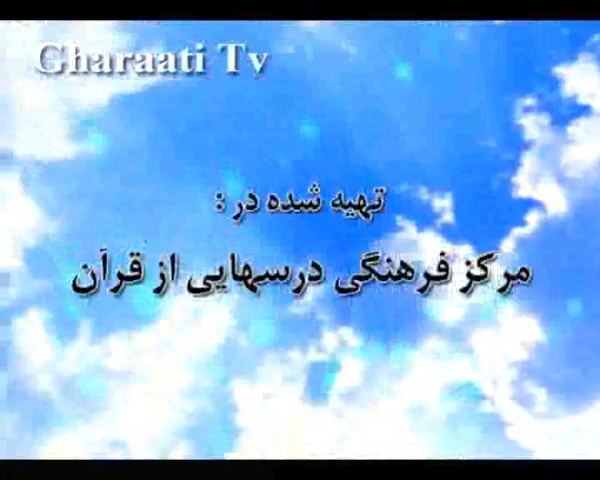 Gharaati Tv
تهیه شده در :
مرکز فرهنگی درسهایی از قرآن